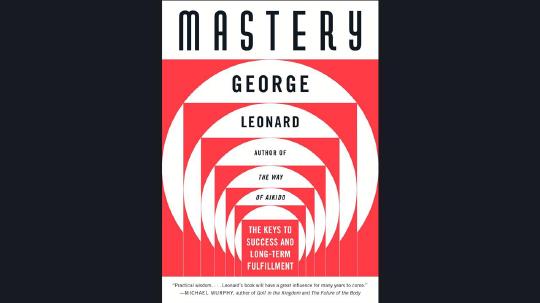 MASTERY
GEORGE
LEONARD
AUTHOR OF
THE WAY
OF AIKIDO
THE KEYS TO
SUCCESS AND
LONG-TERM
FULFILLMENT
"Practical wisdom. . . . Leonard's book will have a great influence for many years to come."
—MICHAEL MURPHY, author of Golf in the Kingdom and The Future of the Body